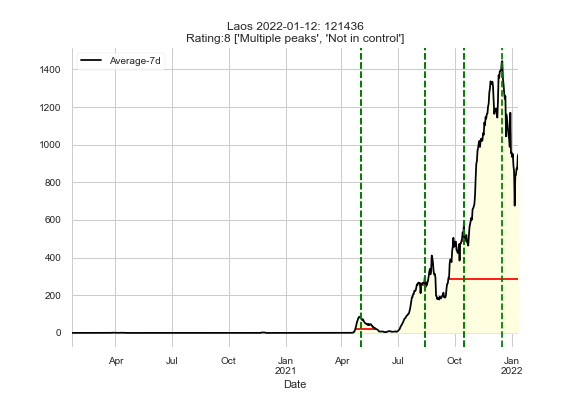 Laos 2022-01-12: 121436
Rating:8 ['Multiple peaks', 'Not in control']
Average-7d
1400
1200
1000
800
600
400
200
0
Apr Jul Oct Jan Apr Jul Oct Jan
2021 2022
Date